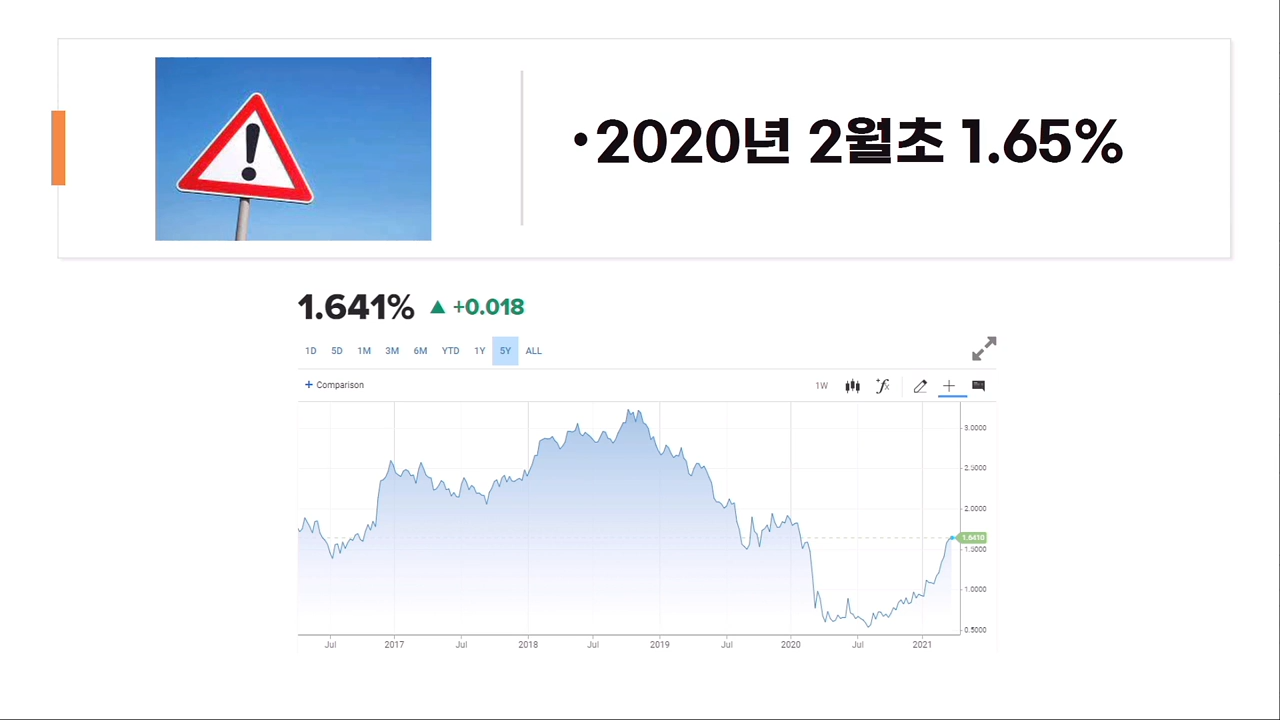 •2020년 2월초 1.65%
1.641% ▲ +0.018
1D 5D 1M 3M 6M YTD 1Y 5Y ALL
+ Comparison 1W
3.0000
2.5000
2.0000
1.6410
1.5000
1.0000
0.5000
Jul 2017 Jul 2018 Jul 2019 Jul 2020 Jul 2021